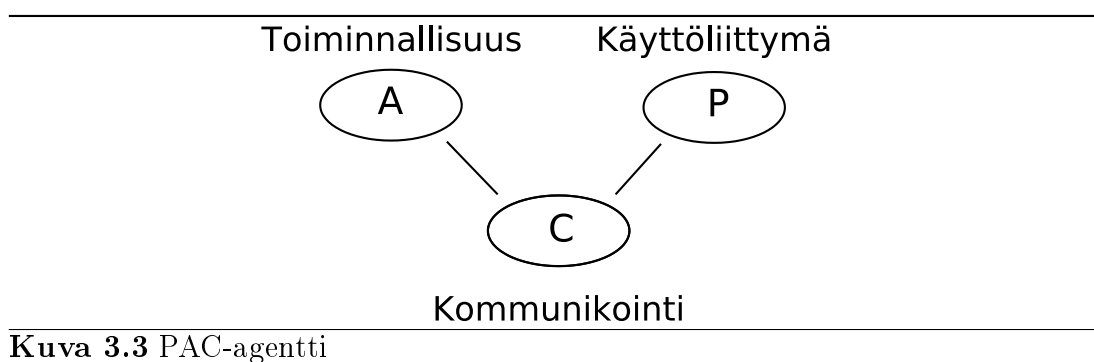 Toiminnallisuus Käyttöliittymä
A P
C
Kommunikointi
Kuva 3.3 PAC-agentti